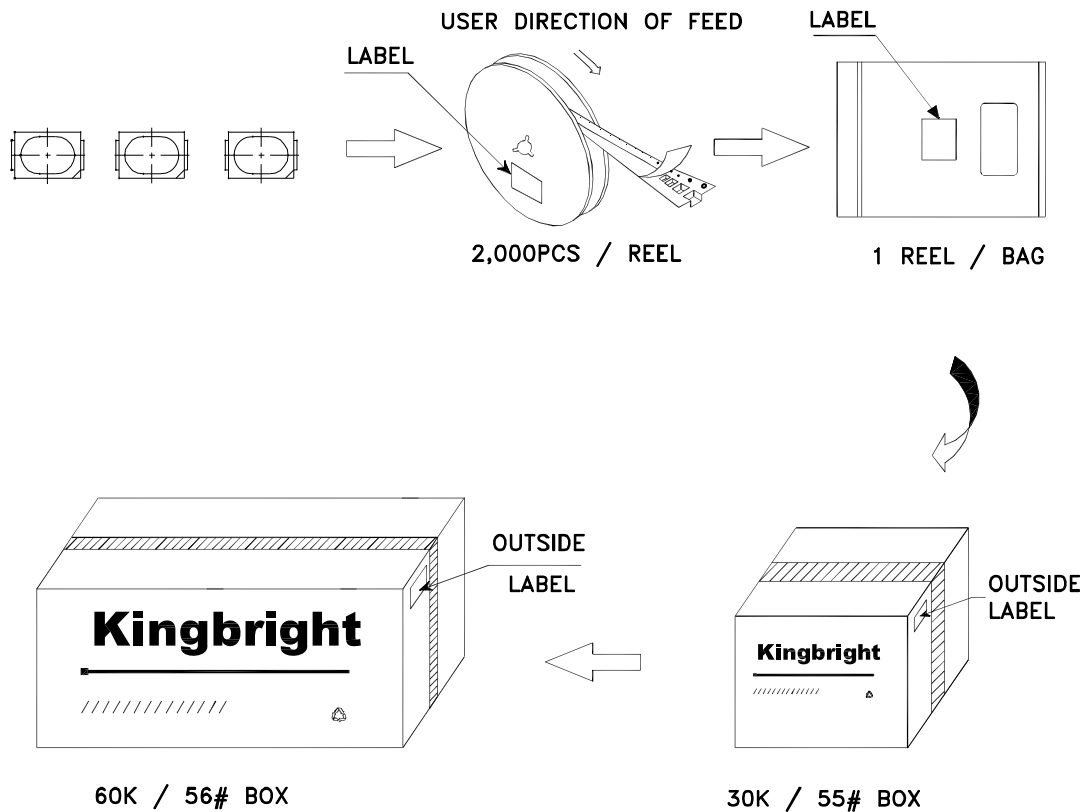 USER DIRECTION OF FEED
LABEL
LABEL
2,000PCS / REEL
1 REEL / BAG
OUTSIDE
LABEL
Kingbright
60K / 56# BOX
OUTSIDE
LABEL
Kingbright
30K / 55# BOX